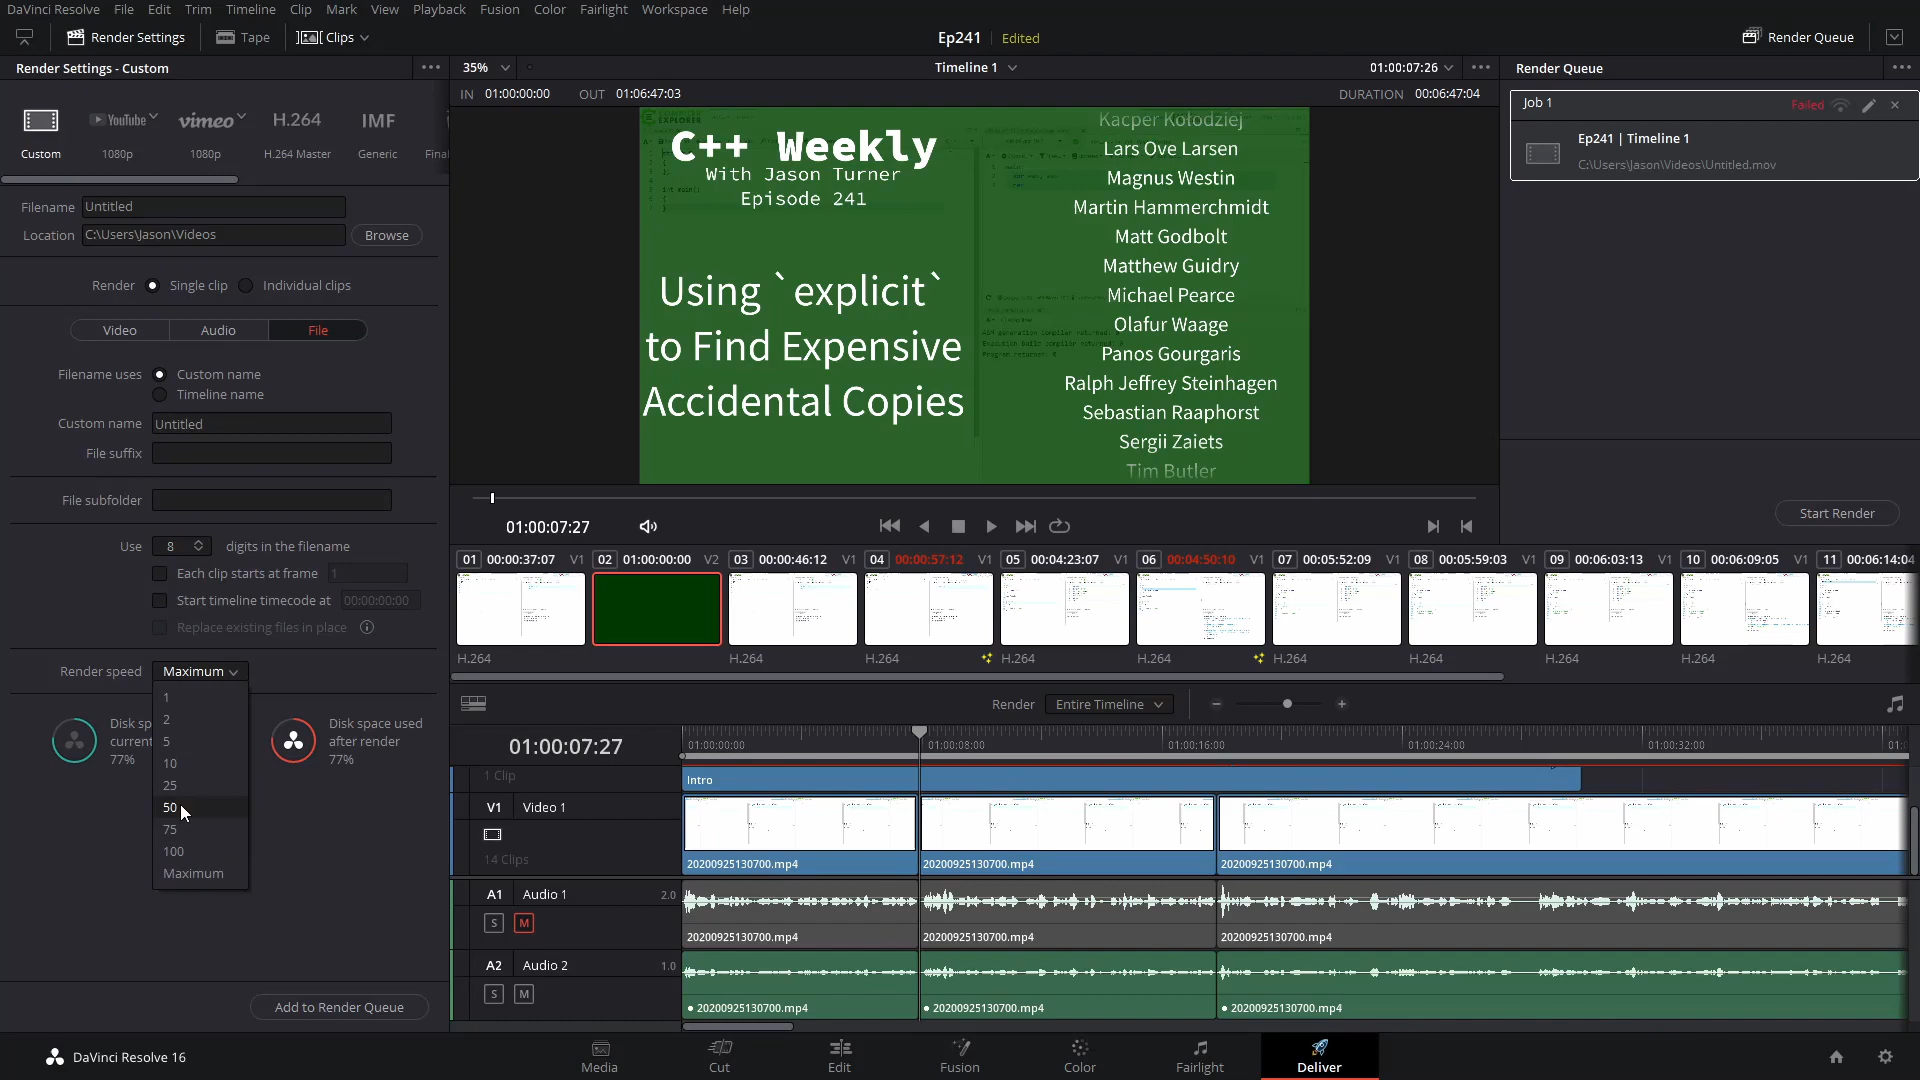 DaVinci Resolve File Edit Trim Timeline Clip Mark View Playback Fusion Color Fairlight Workspace Help
Render Settings Tape Clips Ep241 Edited Render Queue
Render Settings - Custom 35% Timeline 1 01:00:07:26 Render Queue
IN 01:00:00:00 OUT 01:06:47:03 DURATION 00:06:47:04
YouTube vimeo H.264 IMF
Custom 1080p 1080p H.264 Master Generic Final
Filename Untitled
Location C:\Users\Jason\Videos Browse
Render Single clip Individual clips
Video Audio File
Filename uses Custom name
Timeline name
Custom name Untitled
File suffix
File subfolder
Use 8 digits in the filename
Each clip starts at frame 1
Start timeline timecode at 00:00:00:00
Replace existing files in place
Render speed Maximum
1
2
5
10
25
50
75
100
Maximum
Disk sp
current
77%
Disk space used
after render
77%
Add to Render Queue
C++ Weekly
With Jason Turner
Episode 241
Using `explicit`
to Find Expensive
Accidental Copies
Kacper Kołodziej
Lars Ove Larsen
Magnus Westin
Martin Hammerchmidt
Matt Godbolt
Matthew Guidry
Michael Pearce
Olafur Waage
Panos Gourgaris
Ralph Jeffrey Steinhagen
Sebastian Raaphorst
Sergii Zaiets
Tim Butler
Job 1 Failed
Ep241 | Timeline 1
C:\Users\Jason\Videos\Untitled.mov
Start Render
01:00:07:27
01 00:00:37:07 V1 02 01:00:00:00 V2 03 00:00:46:12 V1 04 00:00:57:12 V1 05 00:04:23:07 V1 06 00:04:50:10 V1 07 00:05:52:09 V1 08 00:05:59:03 V1 09 00:06:03:13 V1 10 00:06:09:05 V1 11 00:06:14:04
H.264 H.264 H.264 H.264 H.264 H.264 H.264 H.264 H.264 H.264
Render Entire Timeline
01:00:07:27 01:00:00:00 01:00:08:00 01:00:16:00 01:00:24:00 01:00:32:00 01:
1 Clip Intro
V1 Video 1
14 Clips
20200925130700.mp4 20200925130700.mp4 20200925130700.mp4
A1 Audio 1 2.0
S M
20200925130700.mp4 20200925130700.mp4 20200925130700.mp4
A2 Audio 2 1.0
S M
20200925130700.mp4 20200925130700.mp4 20200925130700.mp4
DaVinci Resolve 16 Media Cut Edit Fusion Color Fairlight Deliver